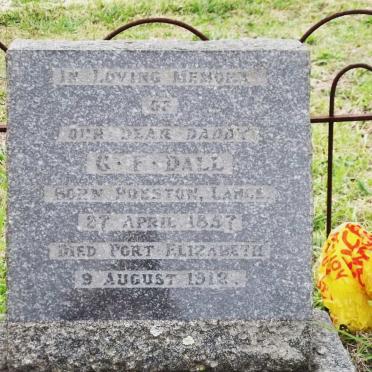 IN LOVING MEMORY
OF
OUR DEAR DADDY
G · F · DALL
BORN PRESTON, LANCS.
27 APRIL 1857
DIED PORT ELIZABETH
9 AUGUST 1912.